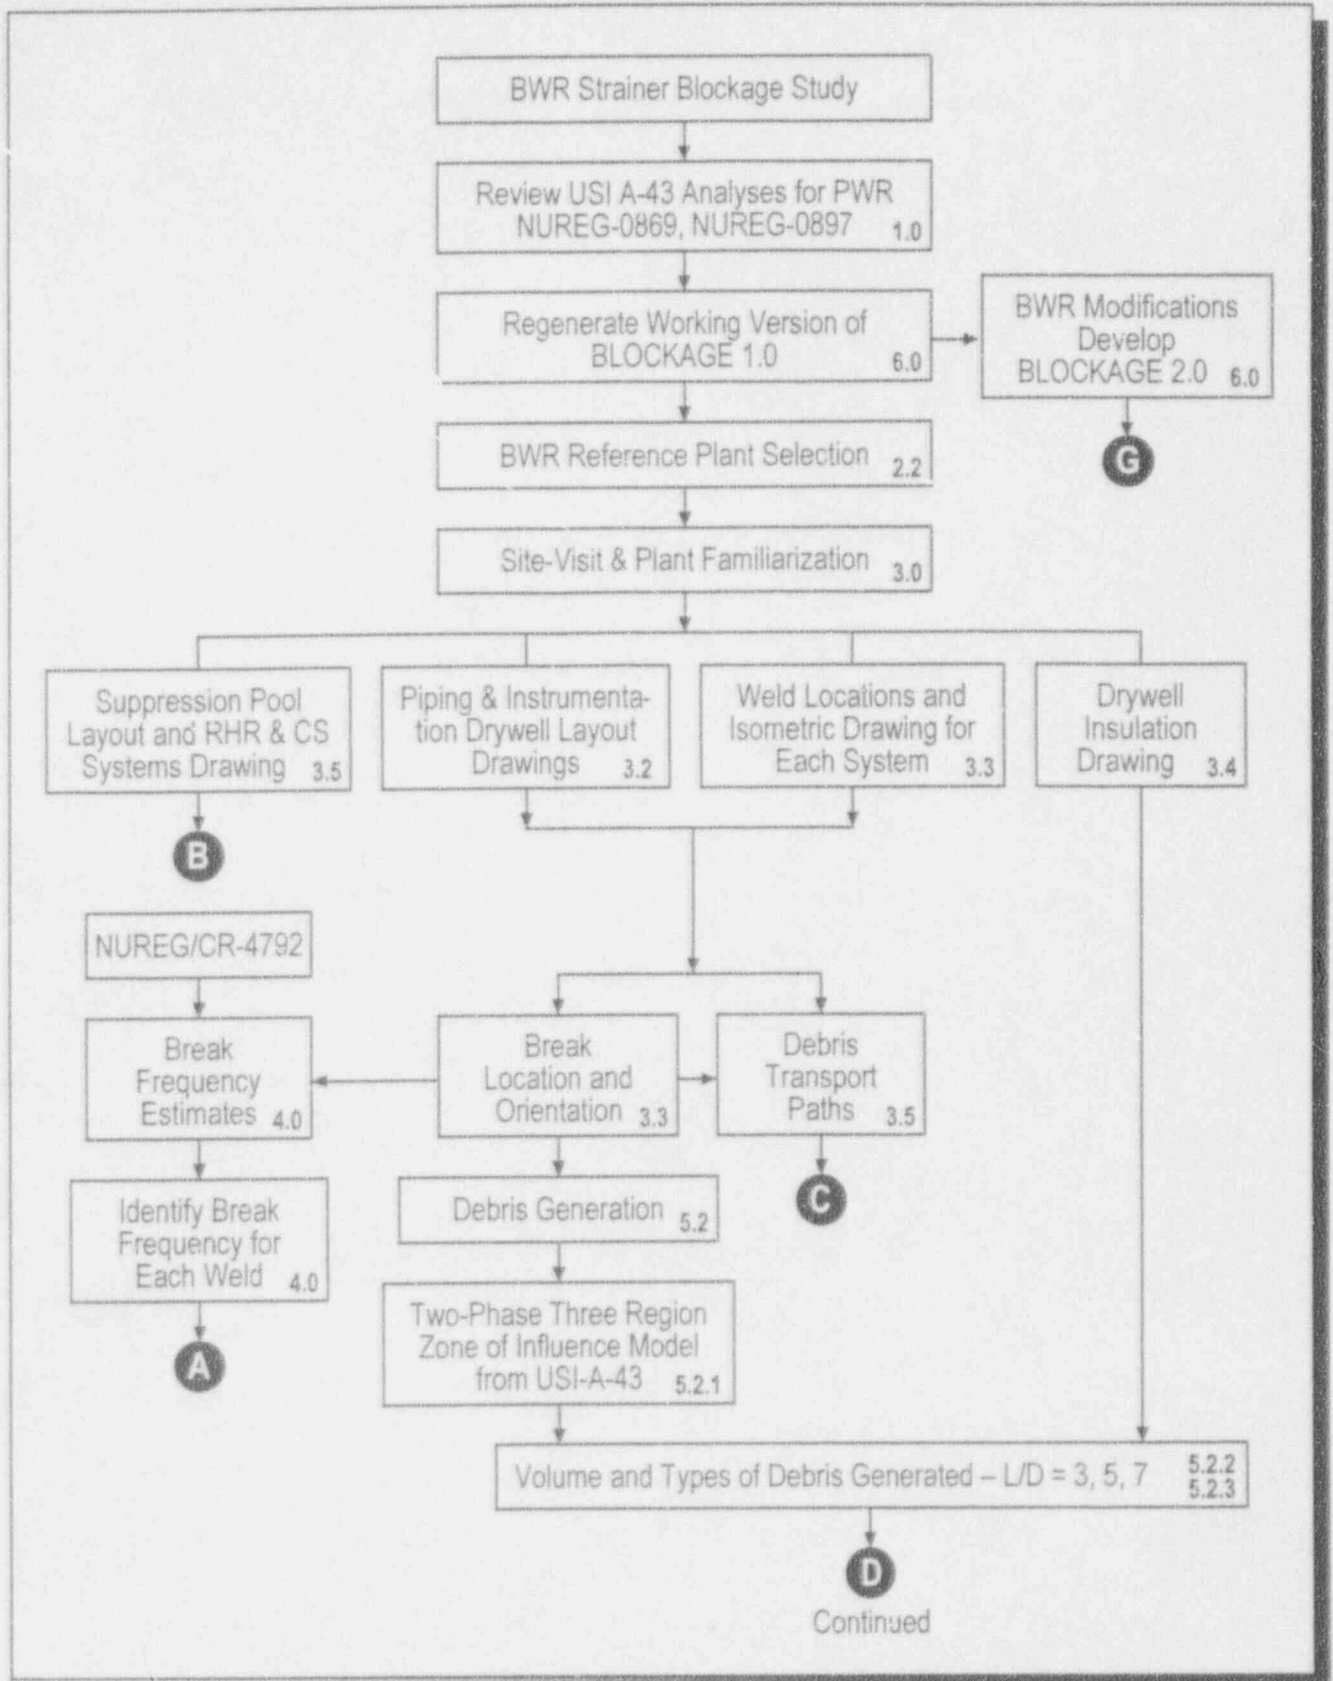 BWR Strainer Blockage Study
Review USI A-43 Analyses for PWR
NUREG-0869, NUREG-0897 1.0
Regenerate Working Version of
BLOCKAGE 1.0 6.0
BWR Modifications
Develop
BLOCKAGE 2.0 6.0
G
BWR Reference Plant Selection 2.2
Site-Visit & Plant Familiarization 3.0
Suppression Pool
Layout and RHR & CS
Systems Drawing 3.5
Piping & Instrumenta-
tion Drywell Layout
Drawings 3.2
Weld Locations and
Isometric Drawing for
Each System 3.3
Drywell
Insulation
Drawing 3.4
B
NUREG/CR-4792
Break
Frequency
Estimates 4.0
Break
Location and
Orientation 3.3
Debris
Transport
Paths 3.5
C
Identify Break
Frequency for
Each Weld 4.0
A
Debris Generation 5.2
Two-Phase Three Region
Zone of Influence Model
from USI-A-43 5.2.1
Volume and Types of Debris Generated – L/D = 3, 5, 7 5.2.2
5.2.3
D
Continued